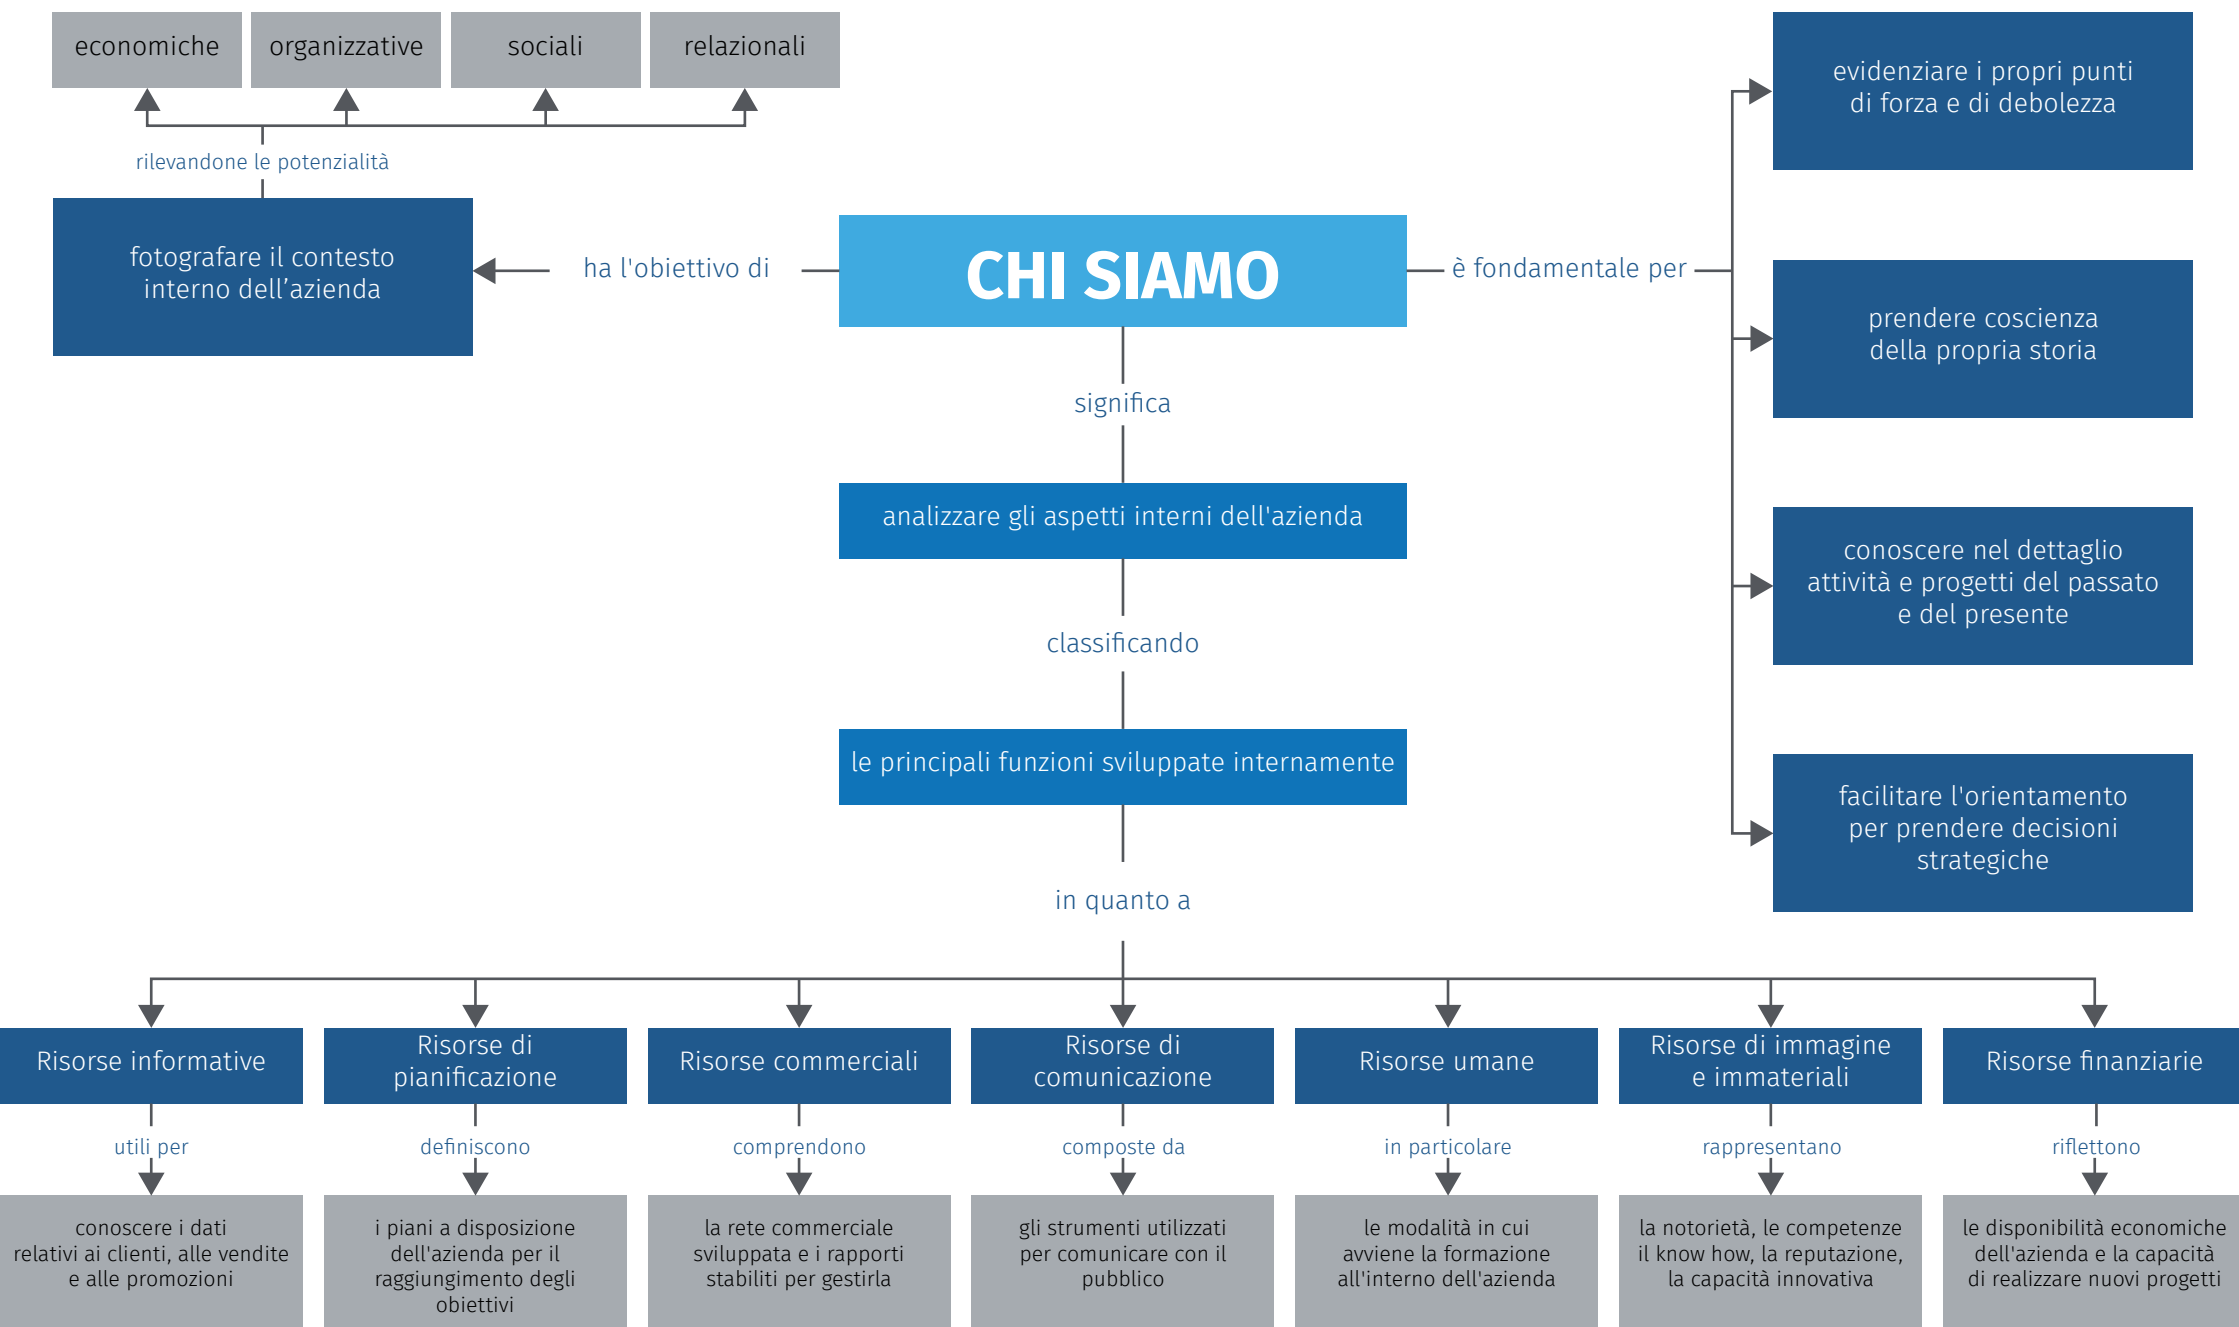 economiche
organizzative
sociali
relazionali
rilevandone le potenzialità
fotografare il contesto
interno dell’azienda
ha l'obiettivo di
CHI SIAMO
è fondamentale per
evidenziare i propri punti
di forza e di debolezza
prendere coscienza
della propria storia
conoscere nel dettaglio
attività e progetti del passato
e del presente
facilitare l'orientamento
per prendere decisioni
strategiche
significa
analizzare gli aspetti interni dell'azienda
classificando
le principali funzioni sviluppate internamente
in quanto a
Risorse informative
utili per
conoscere i dati
relativi ai clienti, alle vendite
e alle promozioni
Risorse di
pianificazione
definiscono
i piani a disposizione
dell'azienda per il
raggiungimento degli
obiettivi
Risorse commerciali
comprendono
la rete commerciale
sviluppata e i rapporti
stabiliti per gestirla
Risorse di
comunicazione
composte da
gli strumenti utilizzati
per comunicare con il
pubblico
Risorse umane
in particolare
le modalità in cui
avviene la formazione
all'interno dell'azienda
Risorse di immagine
e immateriali
rappresentano
la notorietà, le competenze
il know how, la reputazione,
la capacità innovativa
Risorse finanziarie
riflettono
le disponibilità economiche
dell'azienda e la capacità
di realizzare nuovi progetti